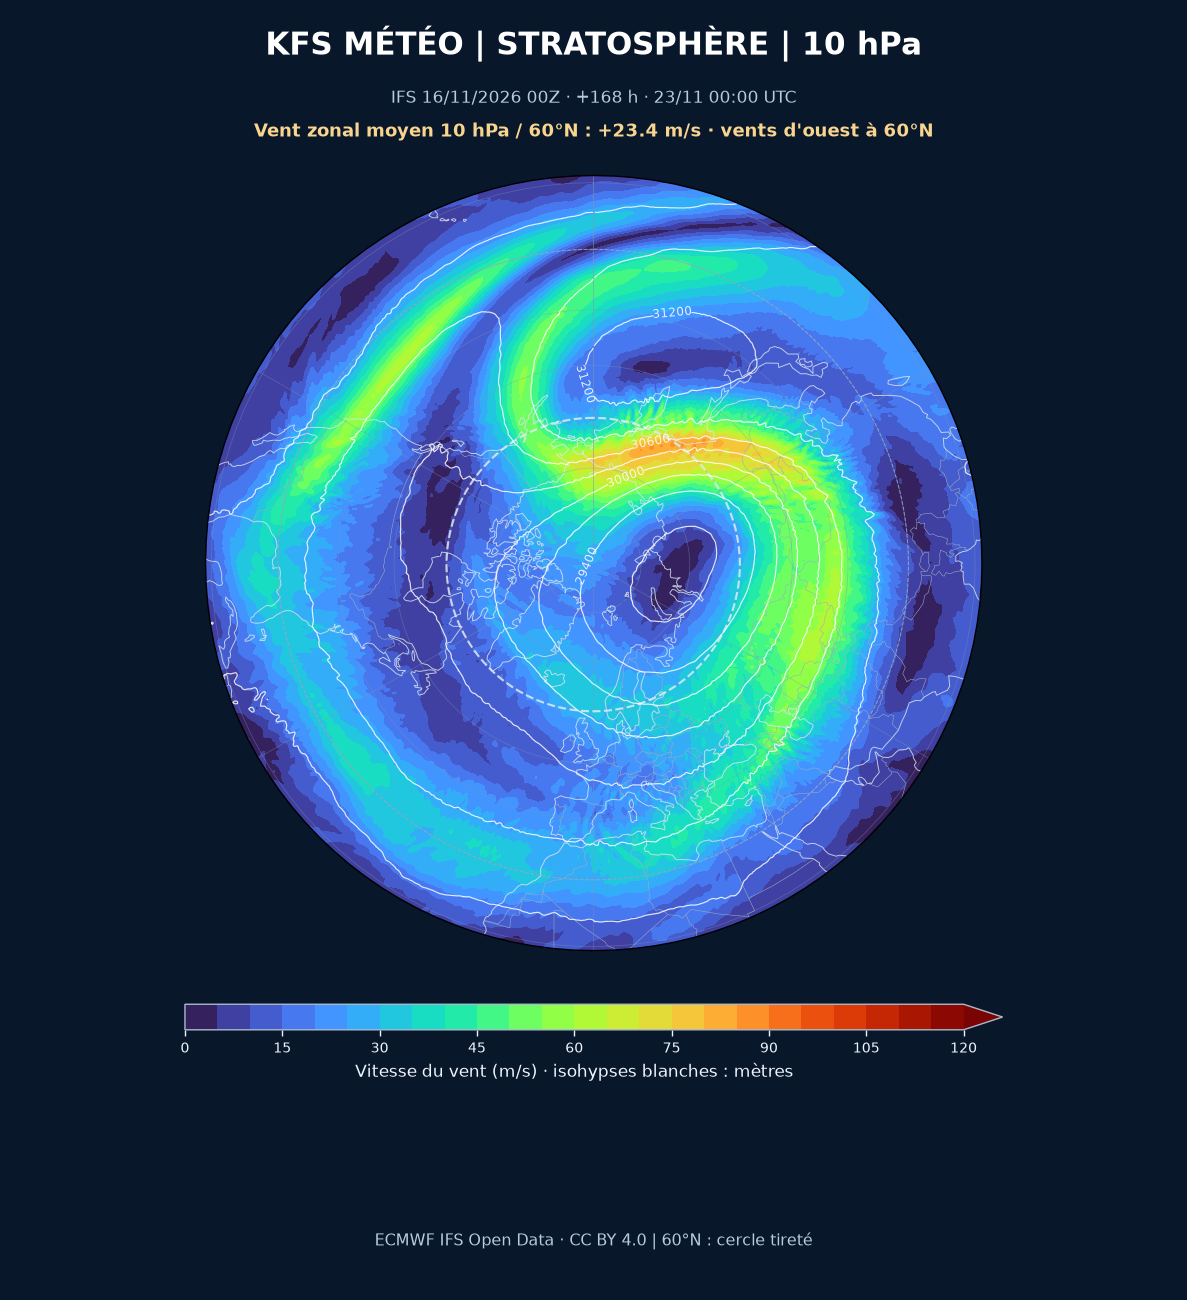 KFS MÉTÉO | STRATOSPHÈRE | 10 hPa
IFS 16/11/2026 00Z · +168 h · 23/11 00:00 UTC
Vent zonal moyen 10 hPa / 60°N : +23.4 m/s · vents d'ouest à 60°N
31200
31200
30600
30000
29400
0 15 30 45 60 75 90 105 120
Vitesse du vent (m/s) · isohypses blanches : mètres
ECMWF IFS Open Data · CC BY 4.0 | 60°N : cercle tireté